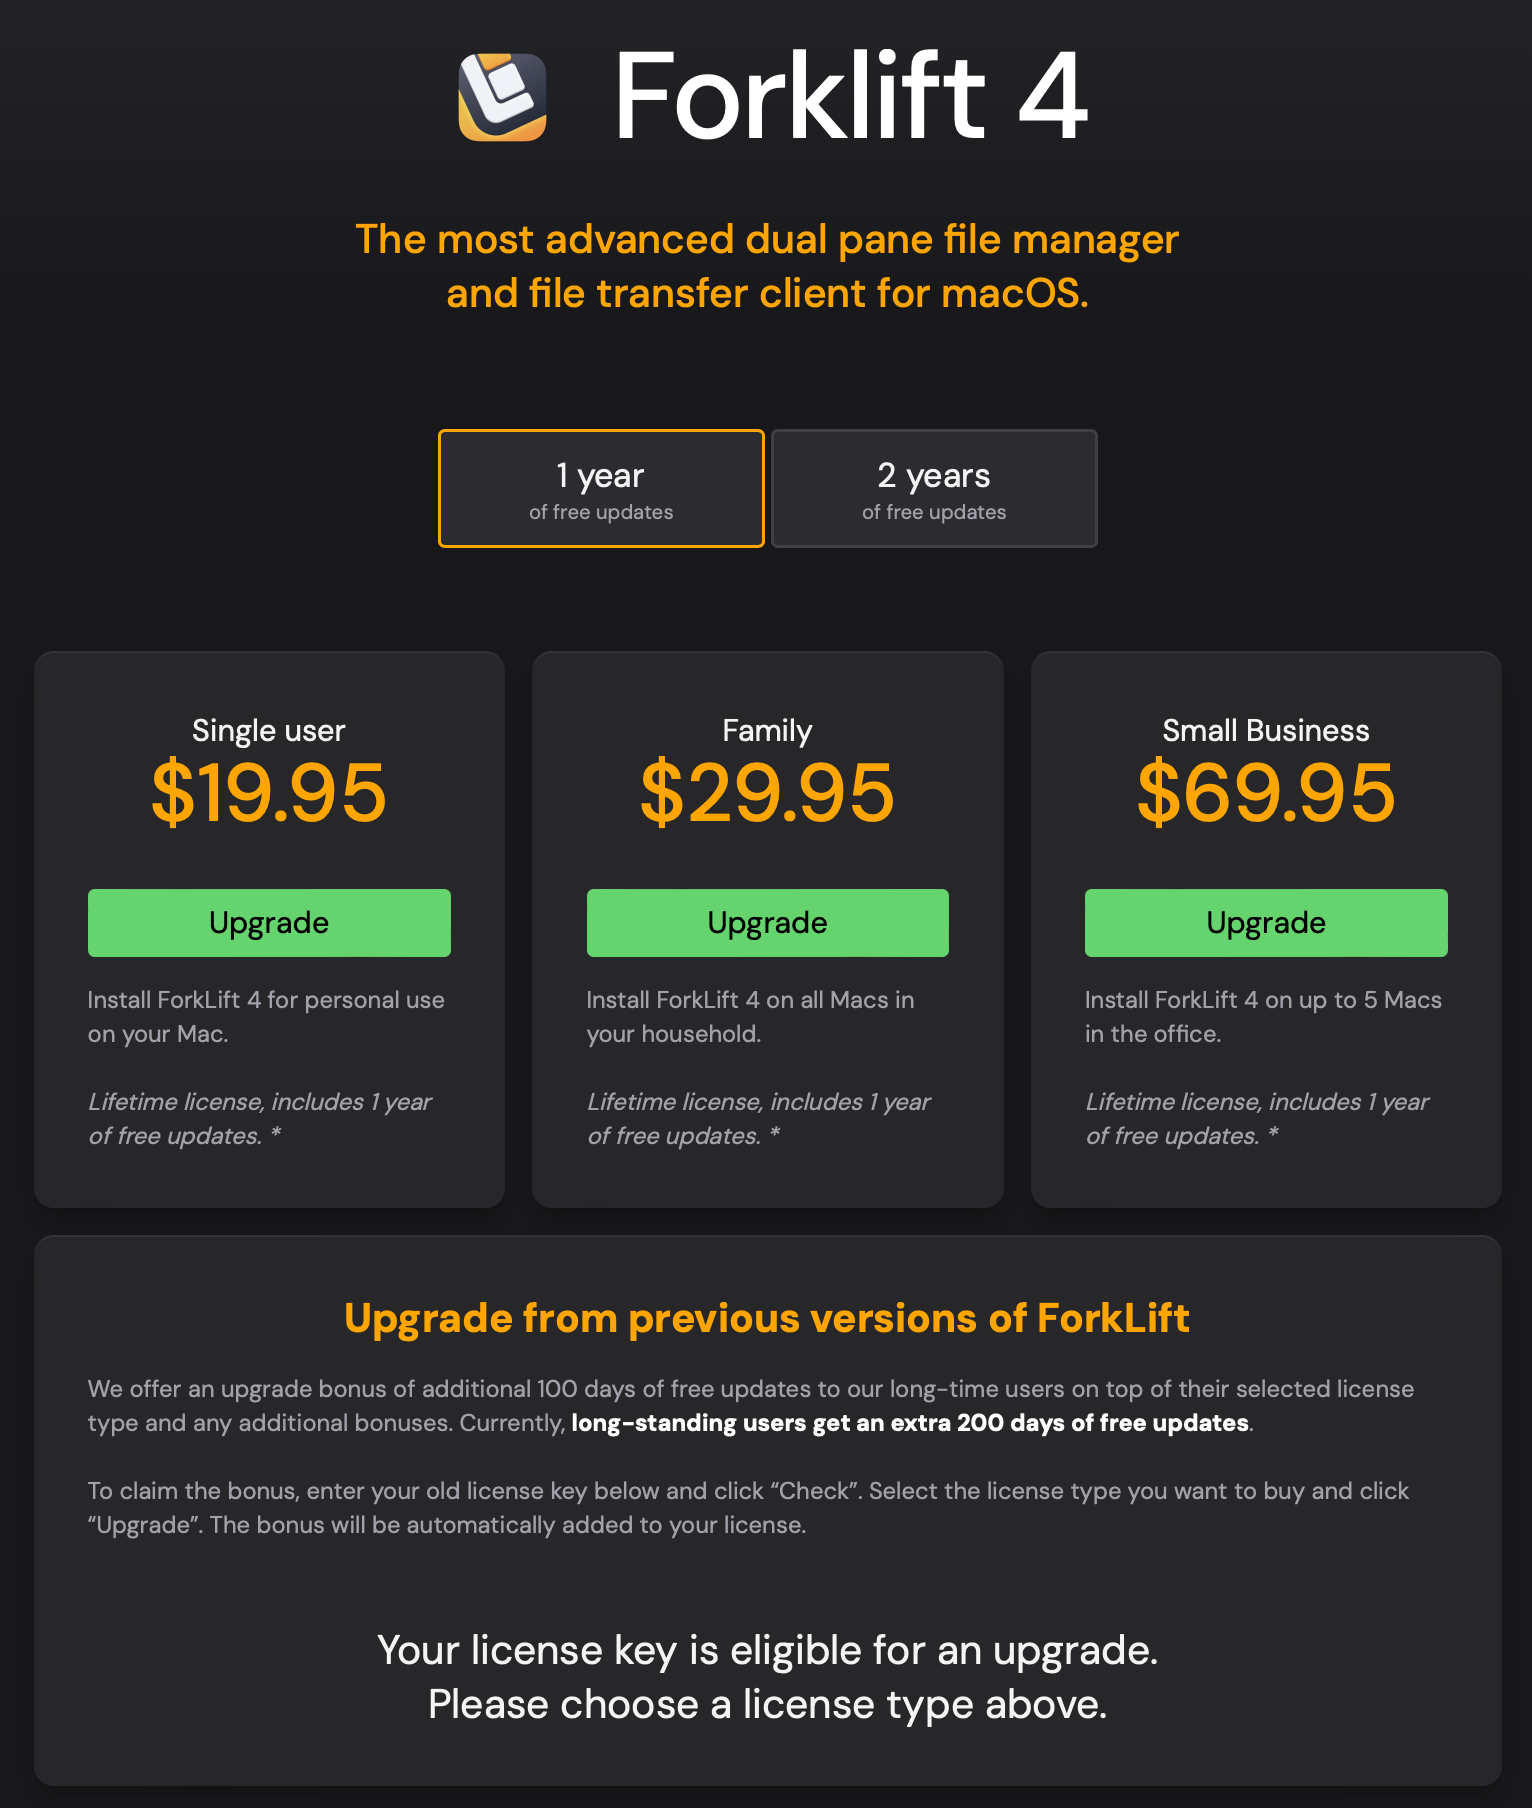 Forklift 4
The most advanced dual pane file manager
and file transfer client for macOS.
1 year
of free updates
2 years
of free updates
Single user
$19.95
Upgrade
Install ForkLift 4 for personal use
on your Mac.
Lifetime license, includes 1 year
of free updates. *
Family
$29.95
Upgrade
Install ForkLift 4 on all Macs in
your household.
Lifetime license, includes 1 year
of free updates. *
Small Business
$69.95
Upgrade
Install ForkLift 4 on up to 5 Macs
in the office.
Lifetime license, includes 1 year
of free updates. *
Upgrade from previous versions of ForkLift
We offer an upgrade bonus of additional 100 days of free updates to our long-time users on top of their selected license
type and any additional bonuses. Currently, long-standing users get an extra 200 days of free updates.
To claim the bonus, enter your old license key below and click “Check”. Select the license type you want to buy and click
“Upgrade”. The bonus will be automatically added to your license.
Your license key is eligible for an upgrade.
Please choose a license type above.